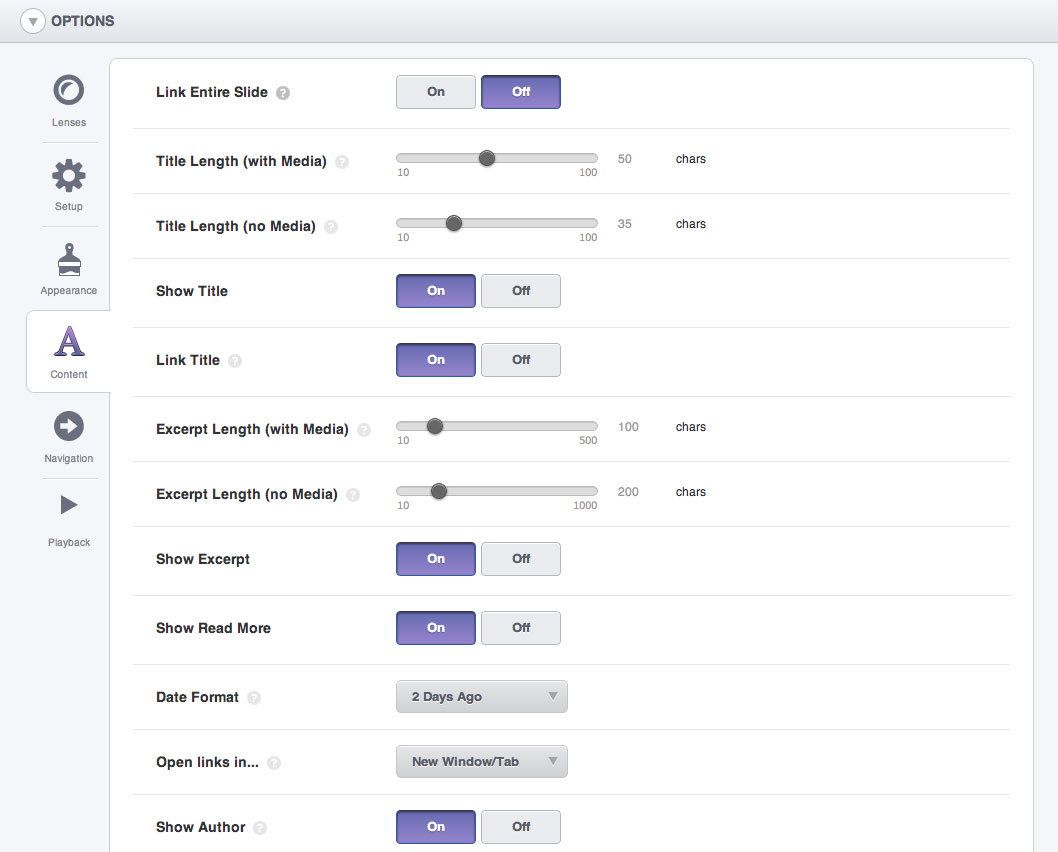 OPTIONS
Lenses
Setup
Appearance
A
Content
Navigation
Playback
Link Entire Slide ? On Off
Title Length (with Media) ? 50 chars
10 100
Title Length (no Media) ? 35 chars
10 100
Show Title On Off
Link Title ? On Off
Excerpt Length (with Media) ? 100 chars
10 500
Excerpt Length (no Media) ? 200 chars
10 1000
Show Excerpt On Off
Show Read More On Off
Date Format ? 2 Days Ago
Open links in... ? New Window/Tab
Show Author ? On Off